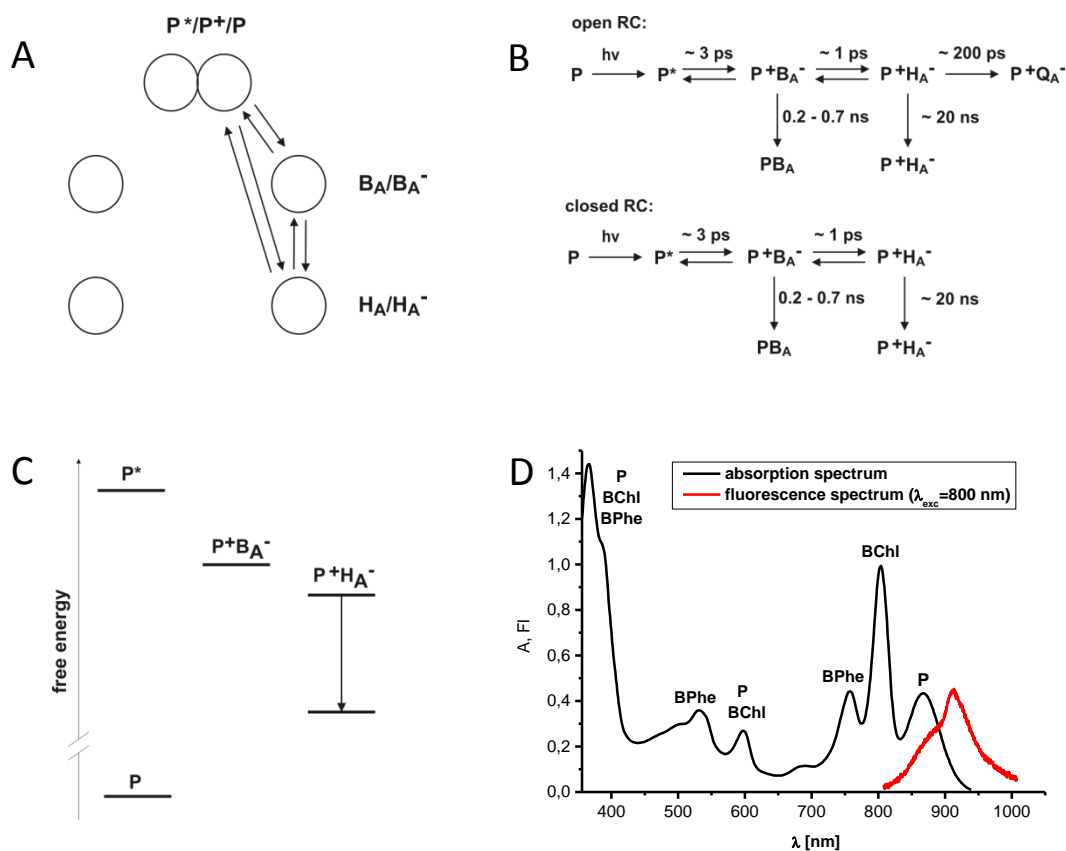 A
P*/P+/P
BA/BA-
HA/HA-
B
open RC:
hν ~ 3 ps ~ 1 ps ~ 200 ps
P P* P+BA- P+HA- P+QA-
0.2 - 0.7 ns ~ 20 ns
PBA P+HA-
closed RC:
hν ~ 3 ps ~ 1 ps
P P* P+BA- P+HA-
0.2 - 0.7 ns ~ 20 ns
PBA P+HA-
C
free energy
P*
P+BA-
P+HA-
P
D
absorption spectrum
fluorescence spectrum (λexc=800 nm)
P
BChl
BPhe
BPhe
P
BChl
BPhe
BChl
P
A, Fl
1,4
1,2
1,0
0,8
0,6
0,4
0,2
0,0
400 500 600 700 800 900 1000
λ [nm]